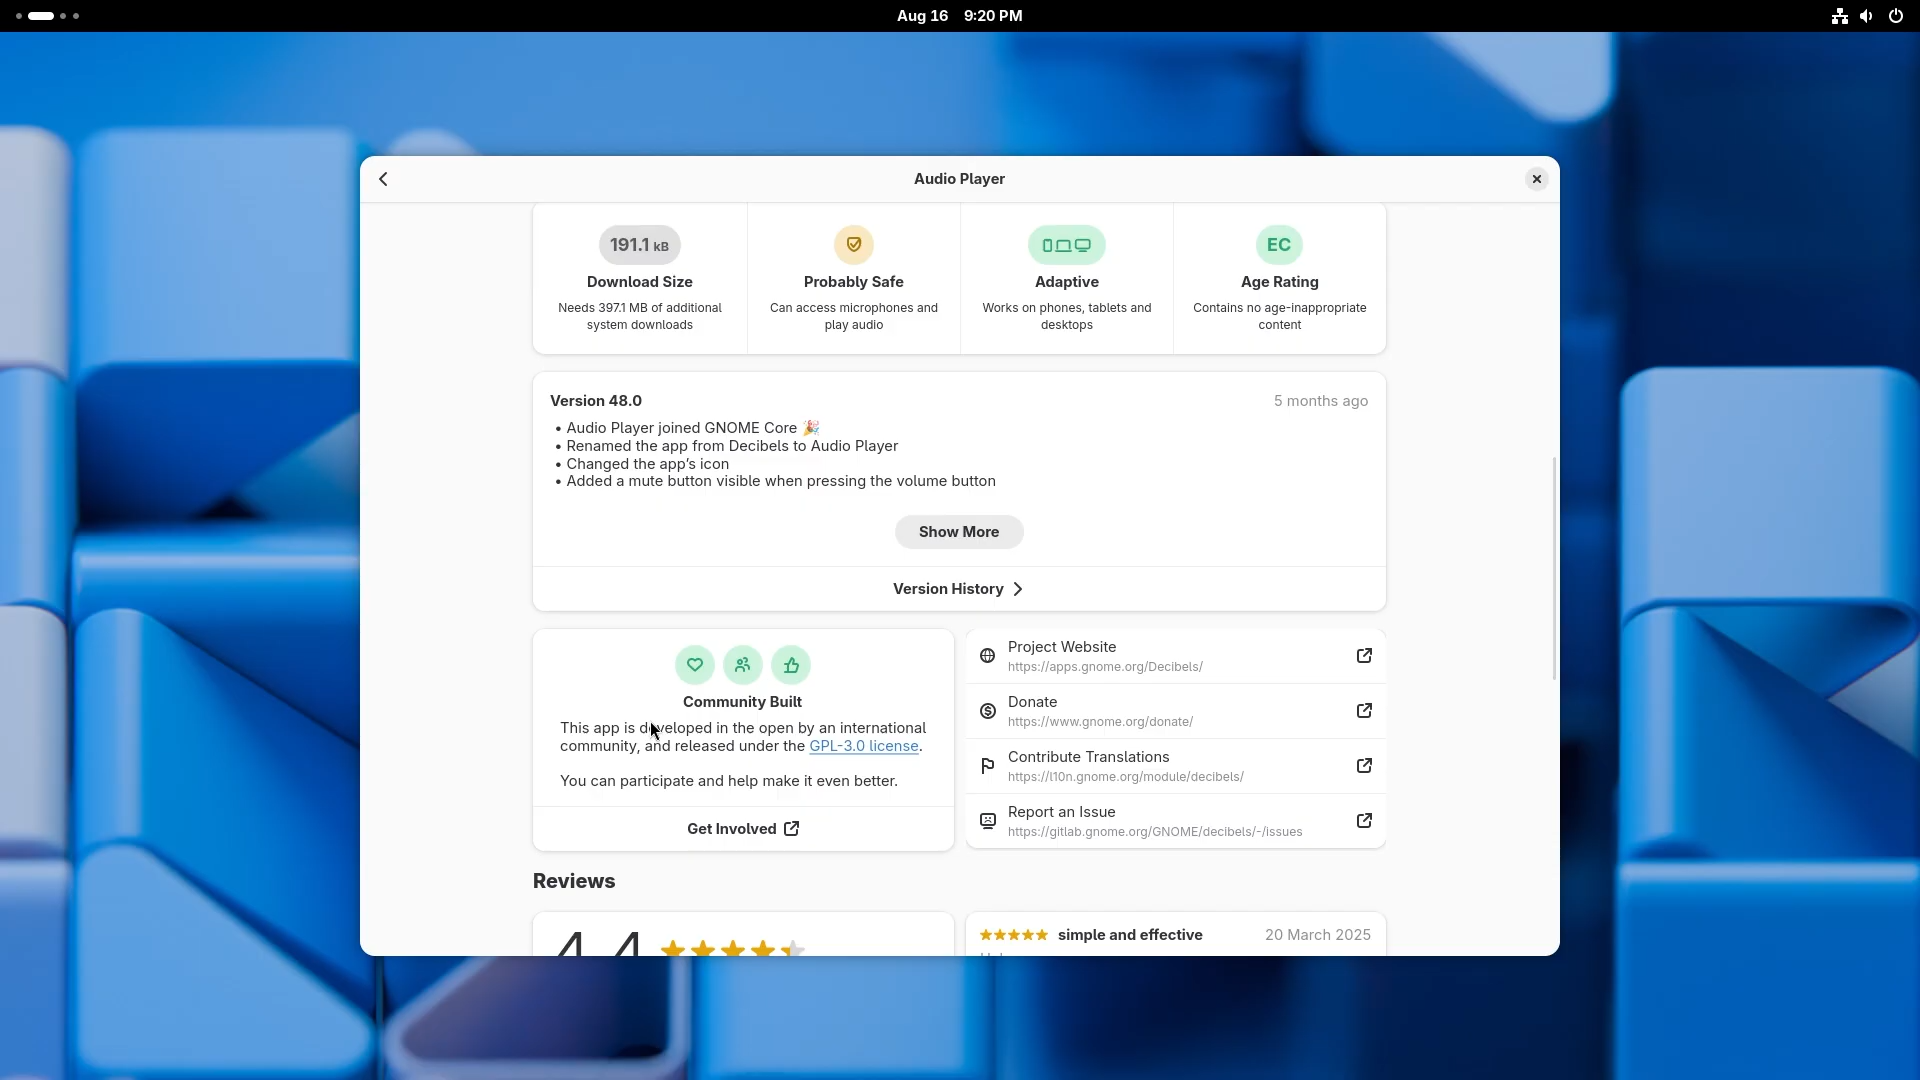 Aug 16 9:20 PM
Audio Player
191.1 kB
Download Size
Needs 397.1 MB of additional
system downloads
Probably Safe
Can access microphones and
play audio
Adaptive
Works on phones, tablets and
desktops
EC
Age Rating
Contains no age-inappropriate
content
Version 48.0
5 months ago
• Audio Player joined GNOME Core 🎉
• Renamed the app from Decibels to Audio Player
• Changed the app's icon
• Added a mute button visible when pressing the volume button
Show More
Version History
Community Built
This app is developed in the open by an international
community, and released under the GPL-3.0 license.
You can participate and help make it even better.
Get Involved
Project Website
https://apps.gnome.org/Decibels/
Donate
https://www.gnome.org/donate/
Contribute Translations
https://l10n.gnome.org/module/decibels/
Report an Issue
https://gitlab.gnome.org/GNOME/decibels/-/issues
Reviews
4.4
simple and effective
20 March 2025